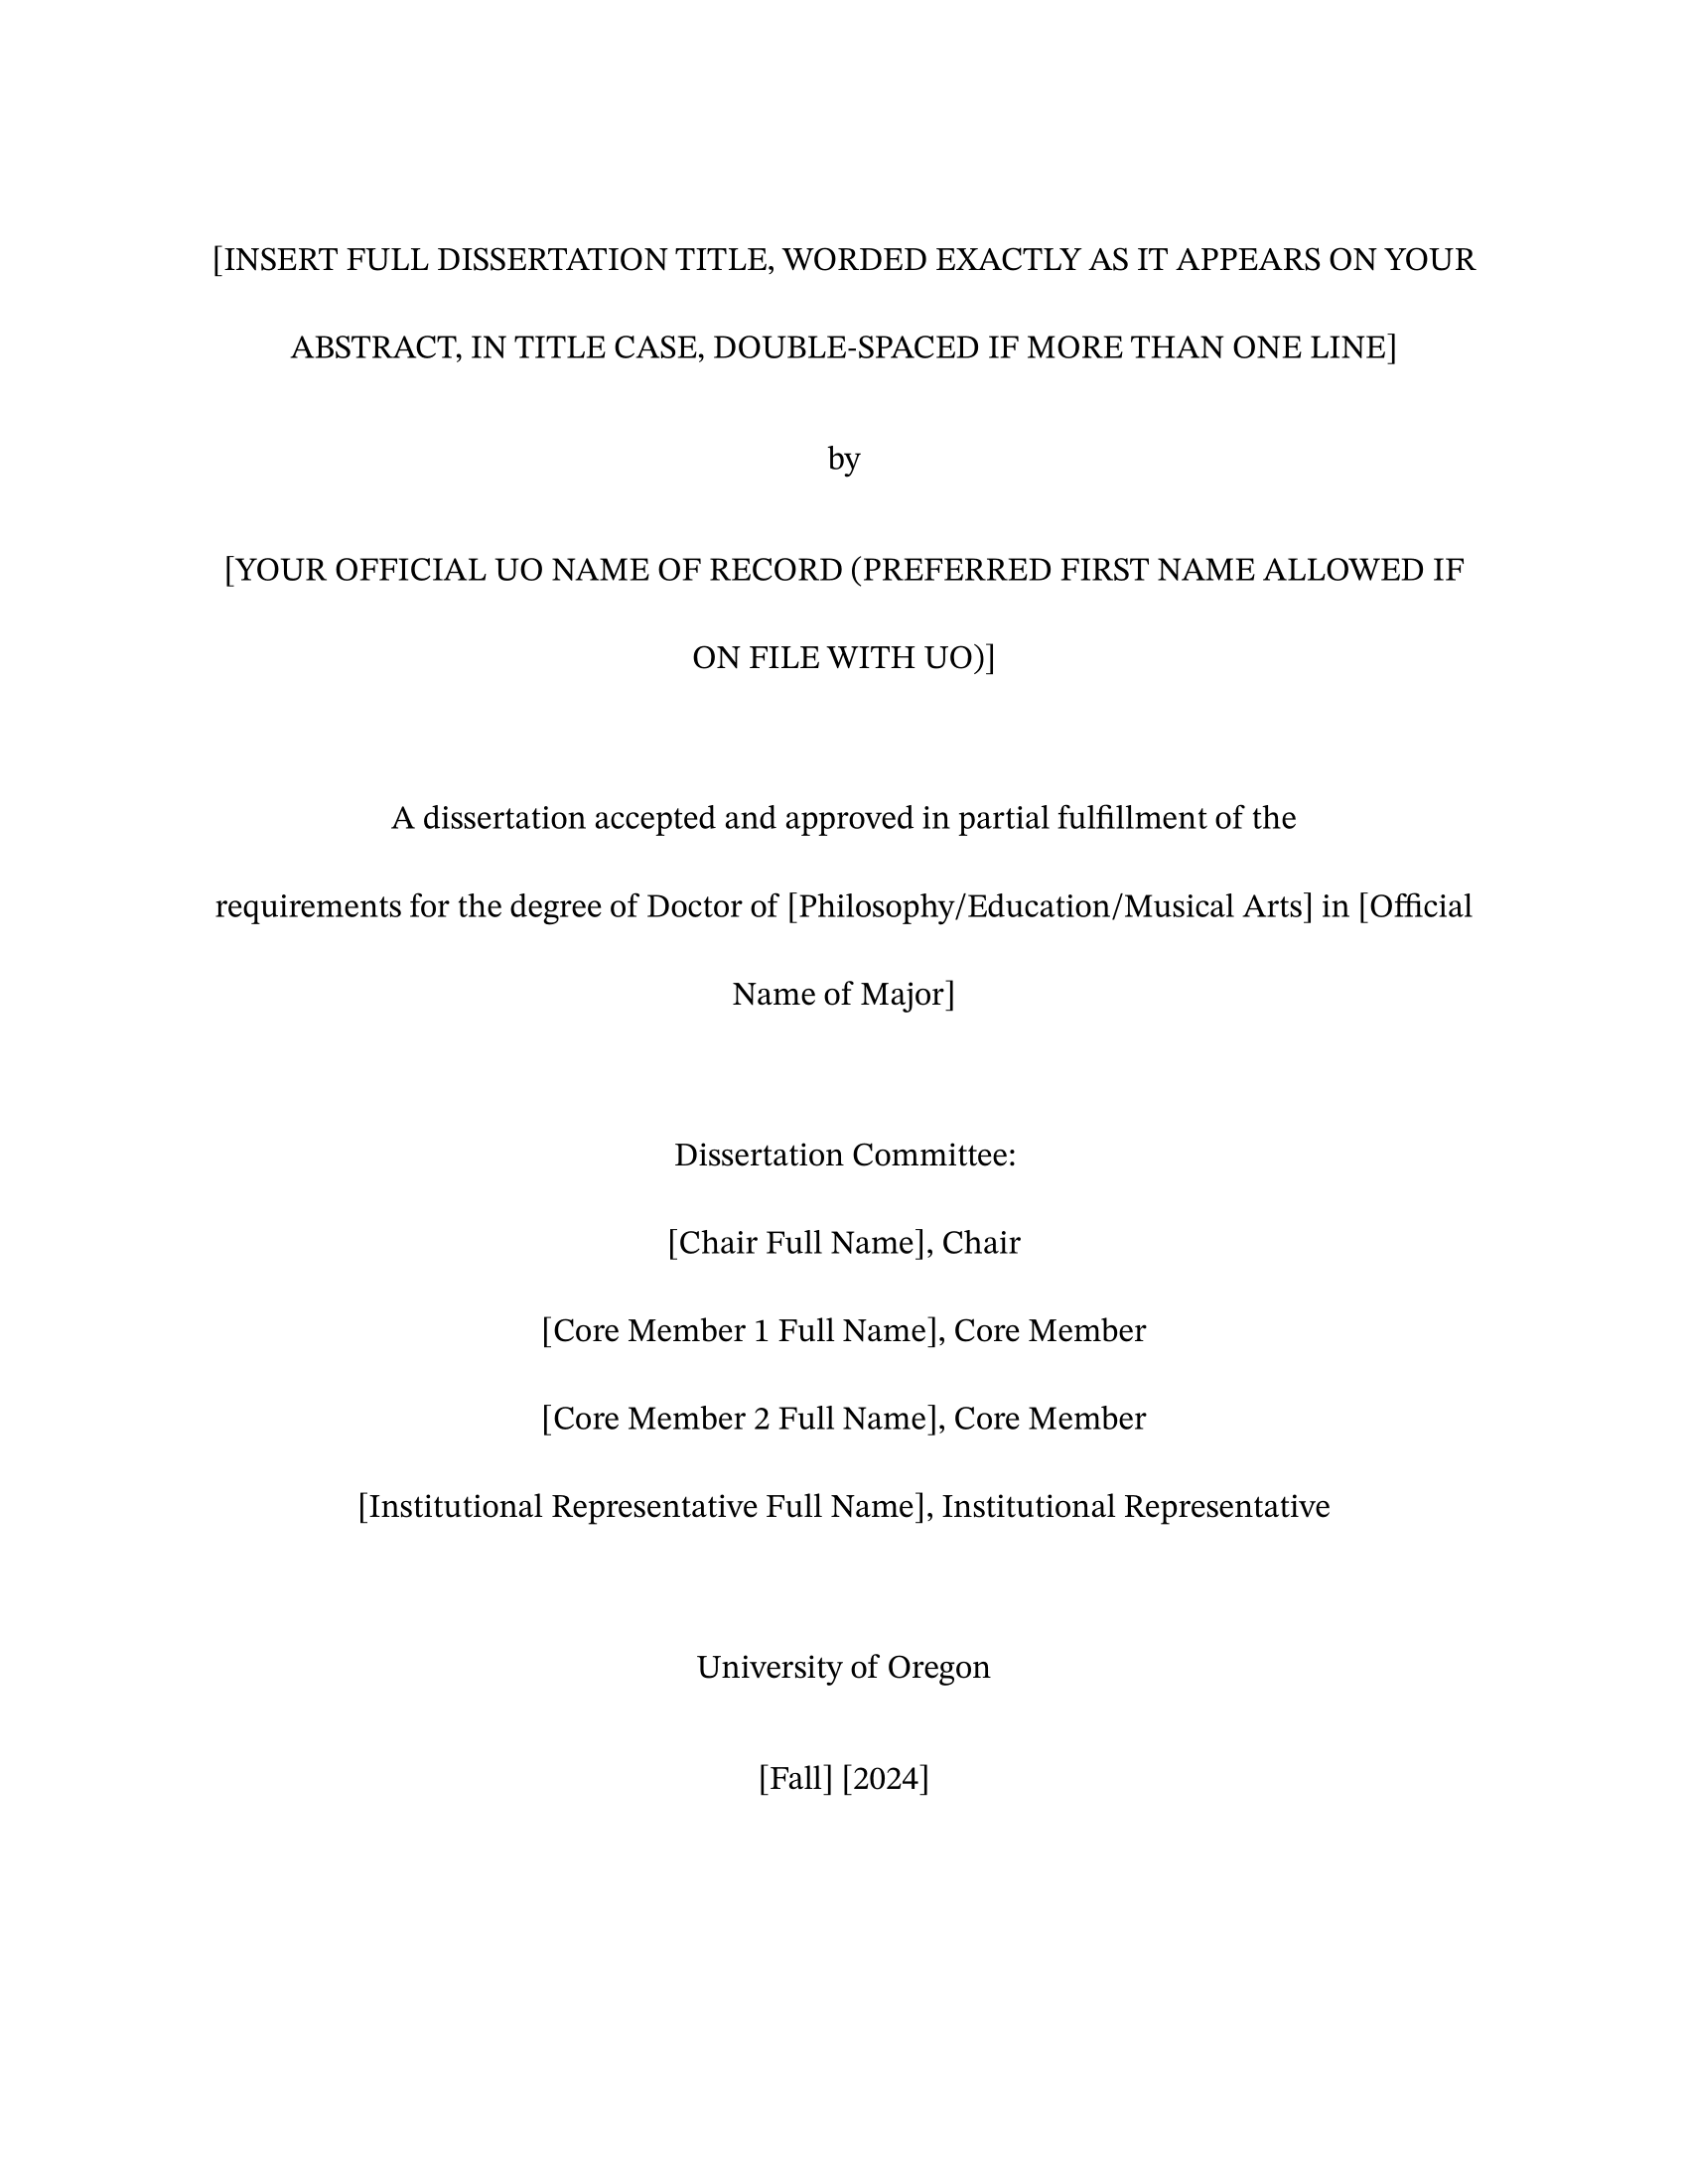 [INSERT FULL DISSERTATION TITLE, WORDED EXACTLY AS IT APPEARS ON YOUR
ABSTRACT, IN TITLE CASE, DOUBLE-SPACED IF MORE THAN ONE LINE]
by
[YOUR OFFICIAL UO NAME OF RECORD (PREFERRED FIRST NAME ALLOWED IF
ON FILE WITH UO)]
A dissertation accepted and approved in partial fulfillment of the
requirements for the degree of Doctor of [Philosophy/Education/Musical Arts] in [Official
Name of Major]
Dissertation Committee:
[Chair Full Name], Chair
[Core Member 1 Full Name], Core Member
[Core Member 2 Full Name], Core Member
[Institutional Representative Full Name], Institutional Representative
University of Oregon
[Fall] [2024]